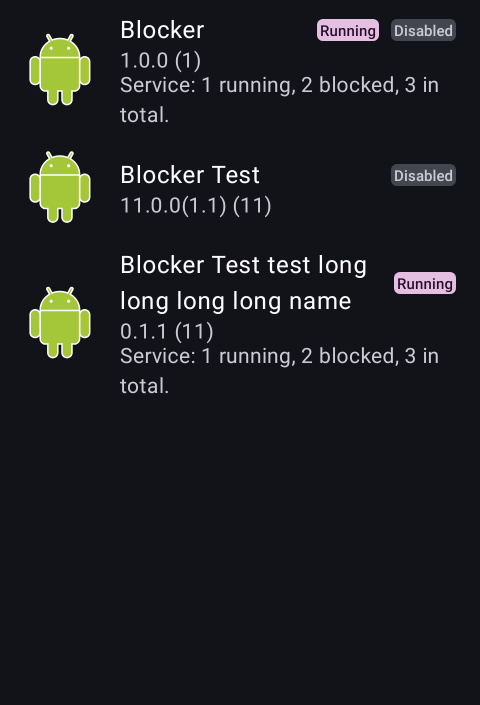 Blocker Running Disabled
1.0.0 (1)
Service: 1 running, 2 blocked, 3 in
total.
Blocker Test Disabled
11.0.0(1.1) (11)
Blocker Test test long
long long long name Running
0.1.1 (11)
Service: 1 running, 2 blocked, 3 in
total.